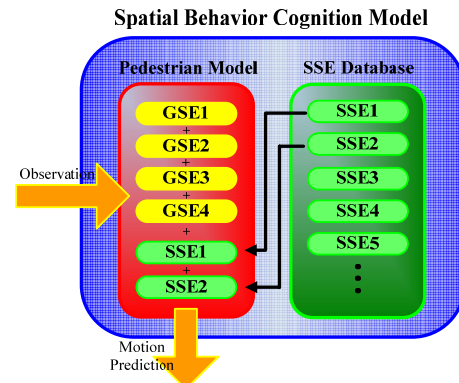 Spatial Behavior Cognition Model
Pedestrian Model
SSE Database
GSE1
+
GSE2
+
GSE3
+
GSE4
+
SSE1
+
SSE2
SSE1
SSE2
SSE3
SSE4
SSE5
Observation
Motion
Prediction